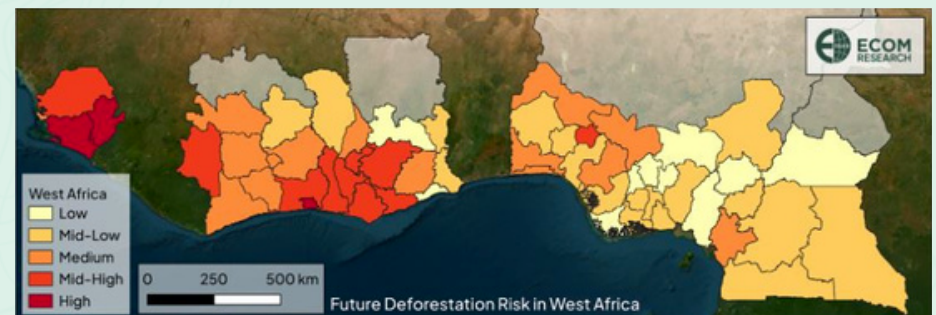 ECOM
RESEARCH
West Africa
Low
Mid-Low
Medium
Mid-High
High
0 250 500 km
Future Deforestation Risk in West Africa